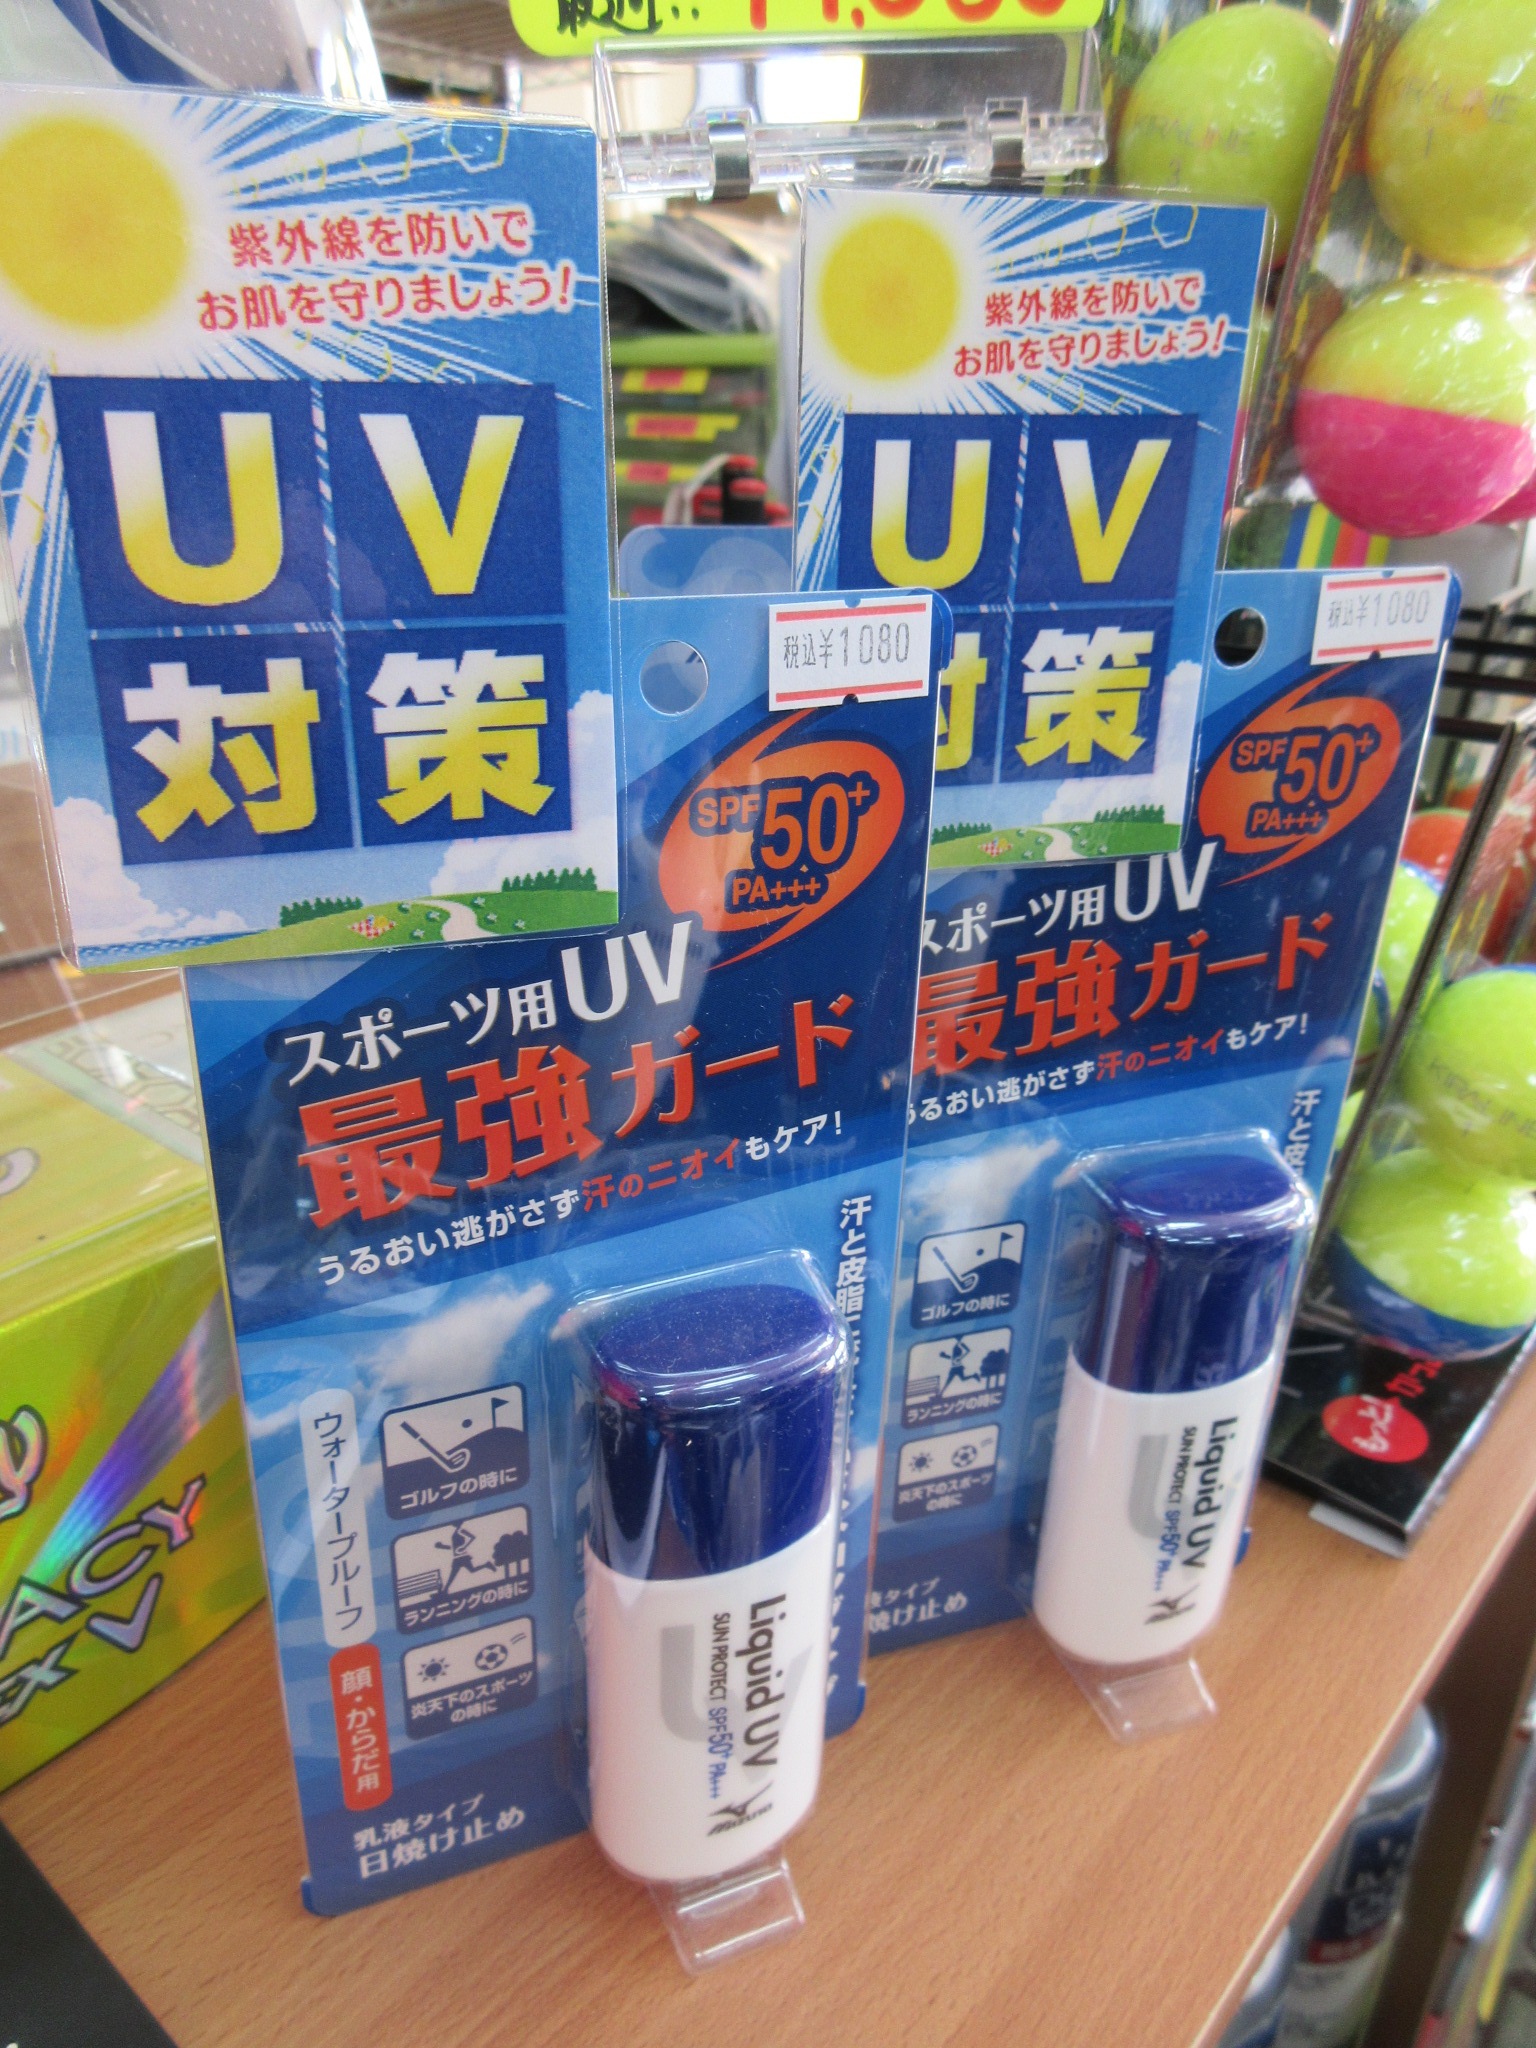 紫外線を防いで
お肌を守りましょう!
UV
対策
税込¥1080
SPF50+
PA+++
スポーツ用UV
最強ガード
うるおい逃がさず汗のニオイもケア!
汗と皮脂
ウォータープルーフ
顔・からだ用
ゴルフの時に
ランニングの時に
炎天下のスポーツ
の時に
乳液タイプ
日焼け止め
Liquid UV
SUN PROTECT SPF50+ PA+++
MIZUNO
紫外線を防いで
お肌を守りましょう!
UV
対策
税込¥1080
SPF50+
PA+++
スポーツ用UV
最強ガード
うるおい逃がさず汗のニオイもケア!
汗と皮
ゴルフの時に
ランニングの時に
炎天下のスポーツ
の時に
タイプ
焼け止め
Liquid UV
SUN PROTECT SPF50+ PA+++
ACY
EX